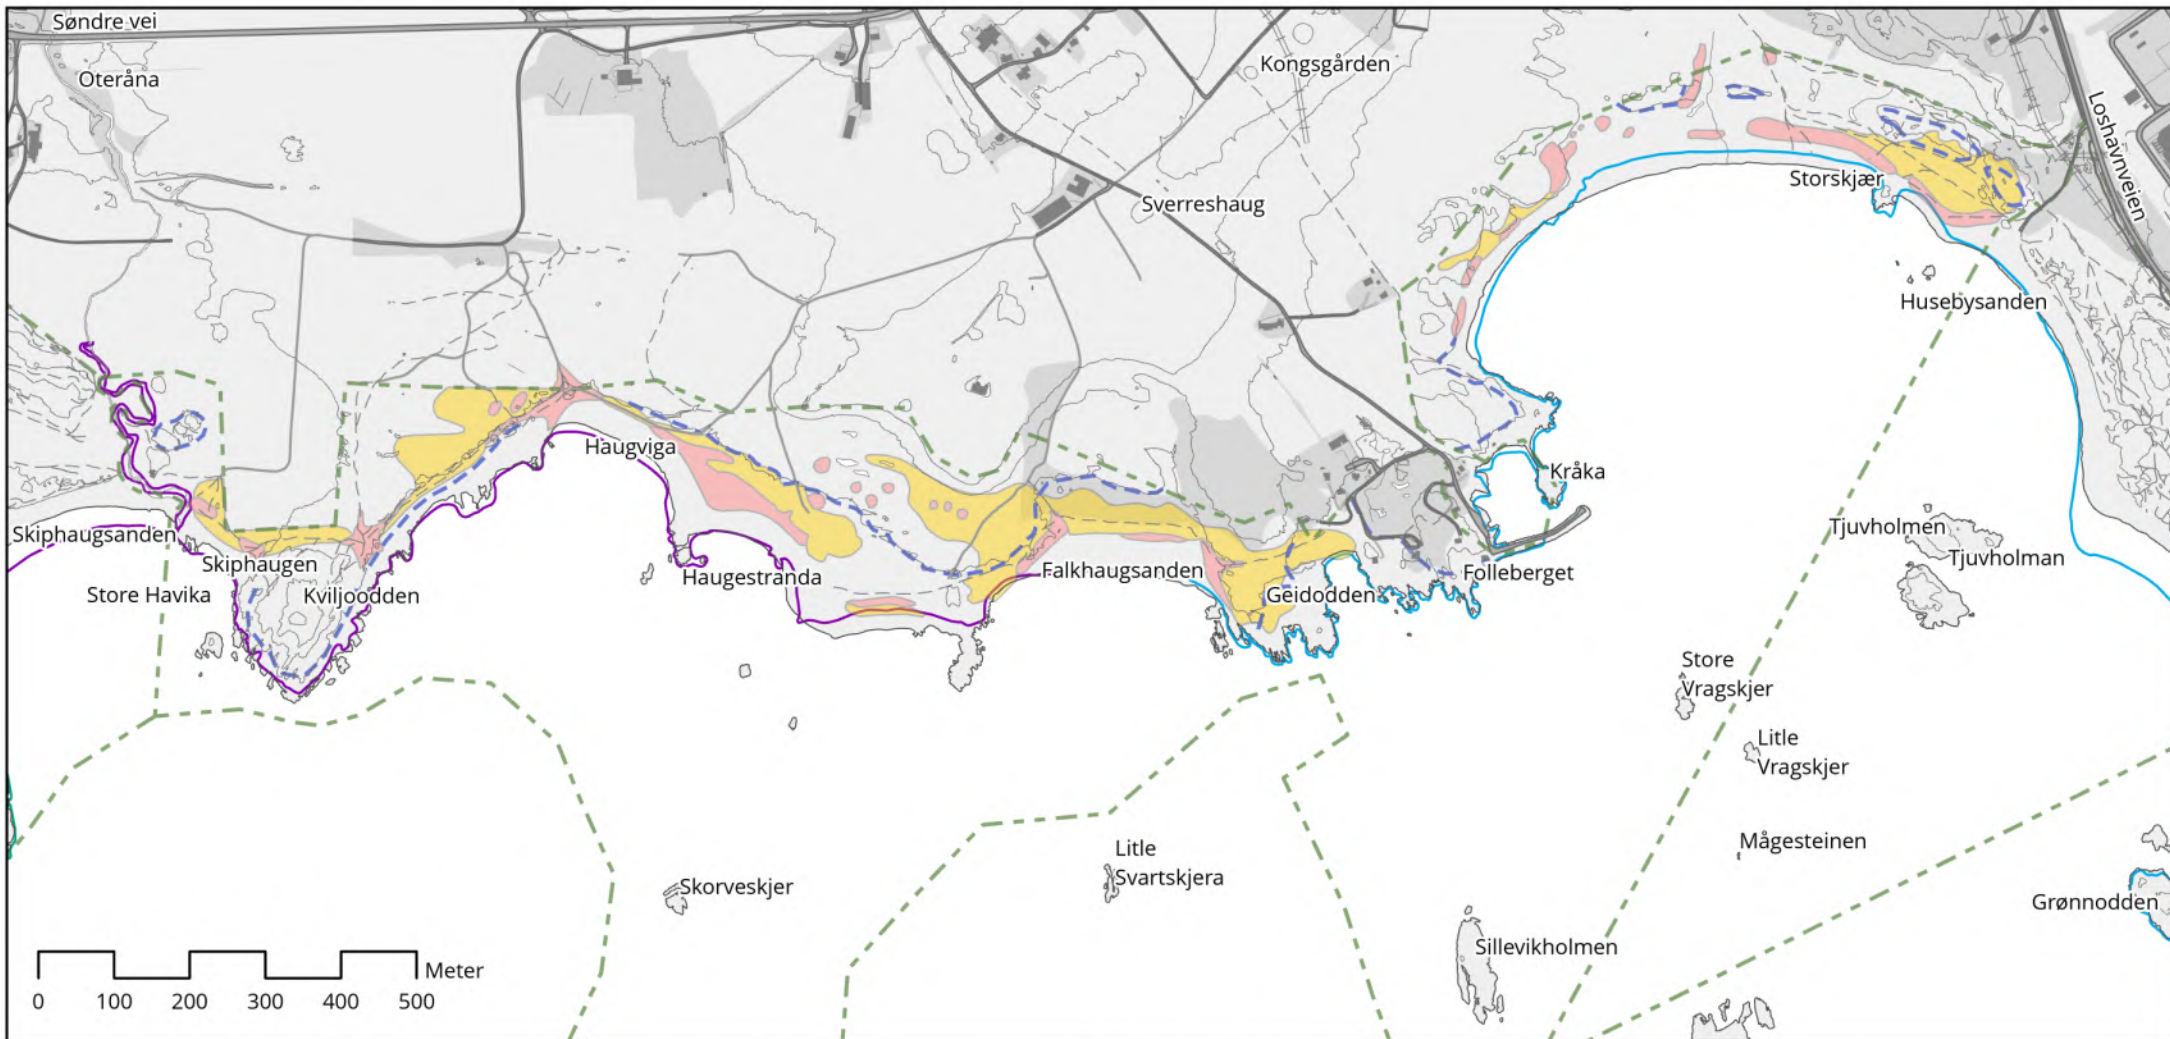 Søndre vei
Oteråna
Kongsgården
Loshavnveien
Storskjær
Sverreshaug
Husebysanden
Haugviga
Kråka
Skiphaugsanden
Tjuvholmen
Tjuvholman
Skiphaugen
Haugestranda
Falkhaugsanden
Folleberget
Store Havika
Kviljoodden
Geidodden
Store
Vragskjer
Litle
Vragskjer
Mågesteinen
Litle
Svartskjera
Skorveskjer
Grønnodden
Sillevikholmen
Meter
0 100 200 300 400 500